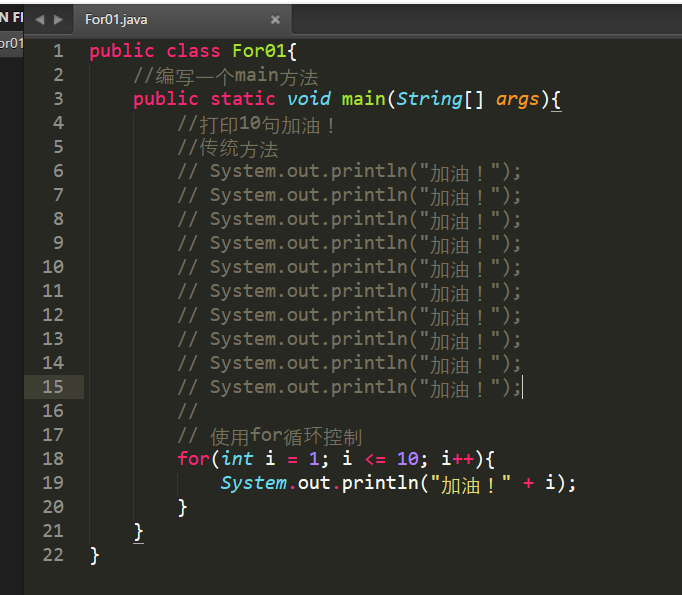 N FI
or01
For01.java
1 public class For01{
2 //编写一个main方法
3 public static void main(String[] args){
4 //打印10句加油！
5 //传统方法
6 // System.out.println("加油！");
7 // System.out.println("加油！");
8 // System.out.println("加油！");
9 // System.out.println("加油！");
10 // System.out.println("加油！");
11 // System.out.println("加油！");
12 // System.out.println("加油！");
13 // System.out.println("加油！");
14 // System.out.println("加油！");
15 // System.out.println("加油！");
16 //
17 // 使用for循环控制
18 for(int i = 1; i <= 10; i++){
19 System.out.println("加油！" + i);
20 }
21 }
22 }